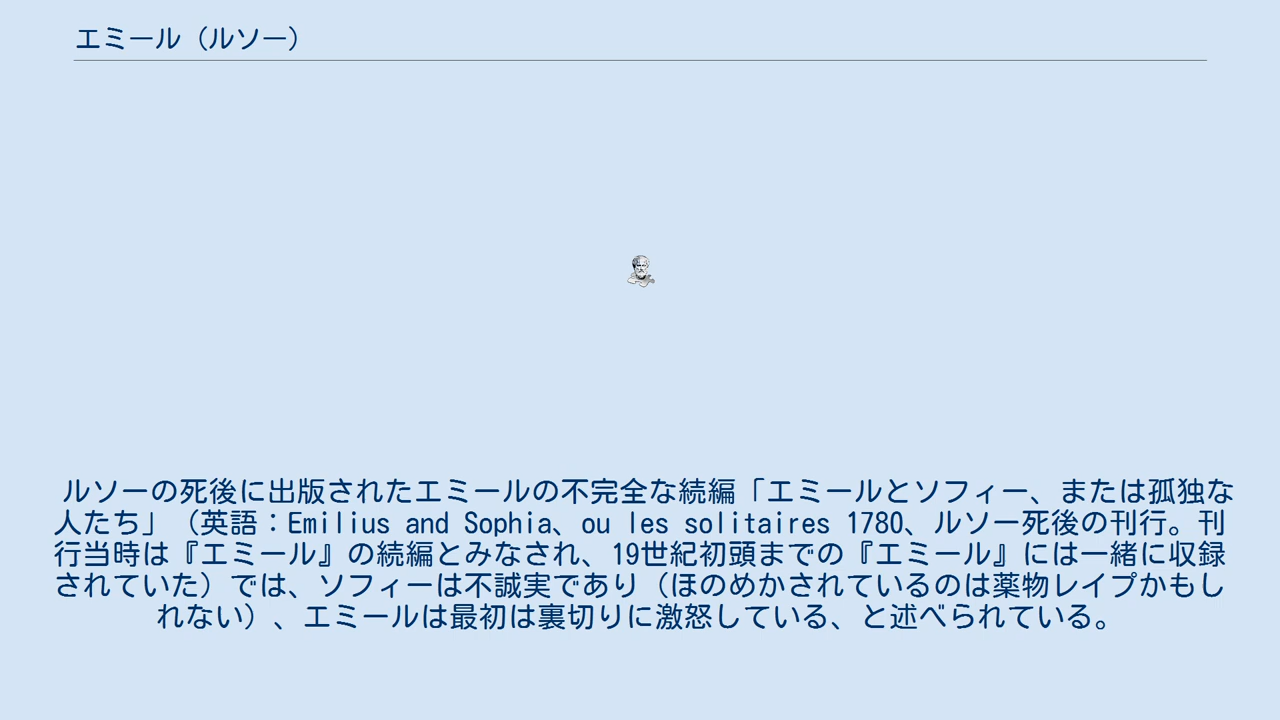 エミール（ルソー）
ルソーの死後に出版されたエミールの不完全な続編「エミールとソフィー、または孤独な
人たち」（英語：Emilius and Sophia、ou les solitaires 1780、ルソー死後の刊行。刊
行当時は『エミール』の続編とみなされ、19世紀初頭までの『エミール』には一緒に収録
されていた）では、ソフィーは不誠実であり（ほのめかされているのは薬物レイプかもし
れない）、エミールは最初は裏切りに激怒している、と述べられている。